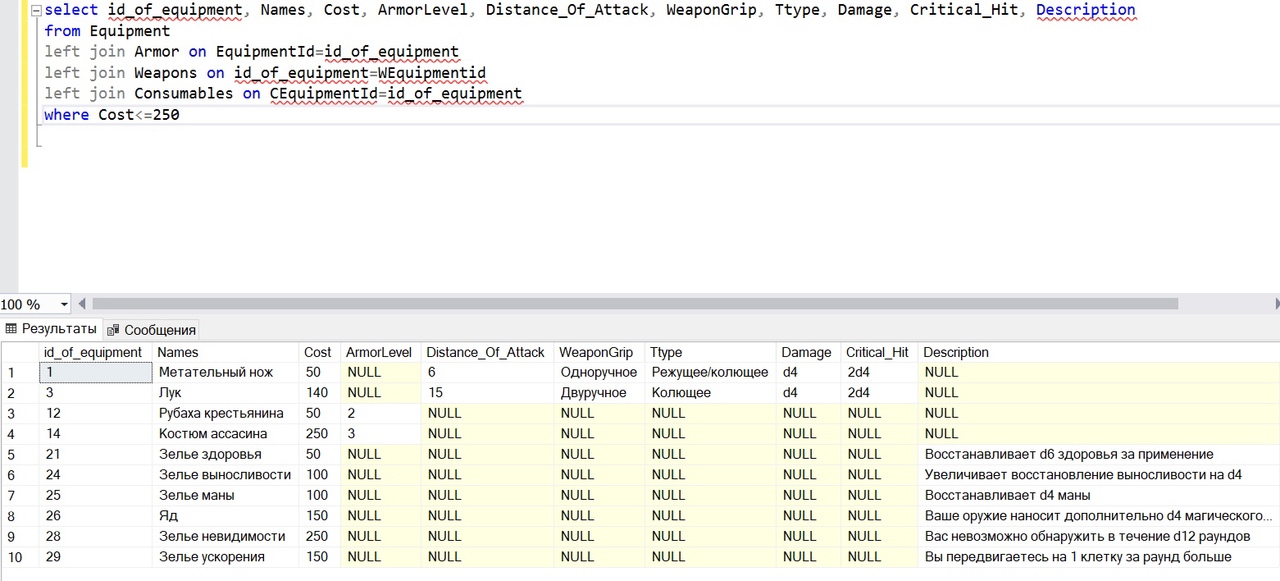 select id_of_equipment, Names, Cost, ArmorLevel, Distance_Of_Attack, WeaponGrip, Ttype, Damage, Critical_Hit, Description
from Equipment
left join Armor on EquipmentId=id_of_equipment
left join Weapons on id_of_equipment=WEquipmentid
left join Consumables on CEquipmentId=id_of_equipment
where Cost<=250
100 %
Результаты Сообщения
id_of_equipment Names Cost ArmorLevel Distance_Of_Attack WeaponGrip Ttype Damage Critical_Hit Description
1 1 Метательный нож 50 NULL 6 Одноручное Режущее/колющее d4 2d4 NULL
2 3 Лук 140 NULL 15 Двуручное Колющее d4 2d4 NULL
3 12 Рубаха крестьянина 50 2 NULL NULL NULL NULL NULL NULL
4 14 Костюм ассасина 250 3 NULL NULL NULL NULL NULL NULL
5 21 Зелье здоровья 50 NULL NULL NULL NULL NULL NULL Восстанавливает d6 здоровья за применение
6 24 Зелье выносливости 100 NULL NULL NULL NULL NULL NULL Увеличивает восстановление выносливости на d4
7 25 Зелье маны 100 NULL NULL NULL NULL NULL NULL Восстанавливает d4 маны
8 26 Яд 150 NULL NULL NULL NULL NULL NULL Ваше оружие наносит дополнительно d4 магического...
9 28 Зелье невидимости 250 NULL NULL NULL NULL NULL NULL Вас невозможно обнаружить в течение d12 раундов
10 29 Зелье ускорения 150 NULL NULL NULL NULL NULL NULL Вы передвигаетесь на 1 клетку за раунд больше